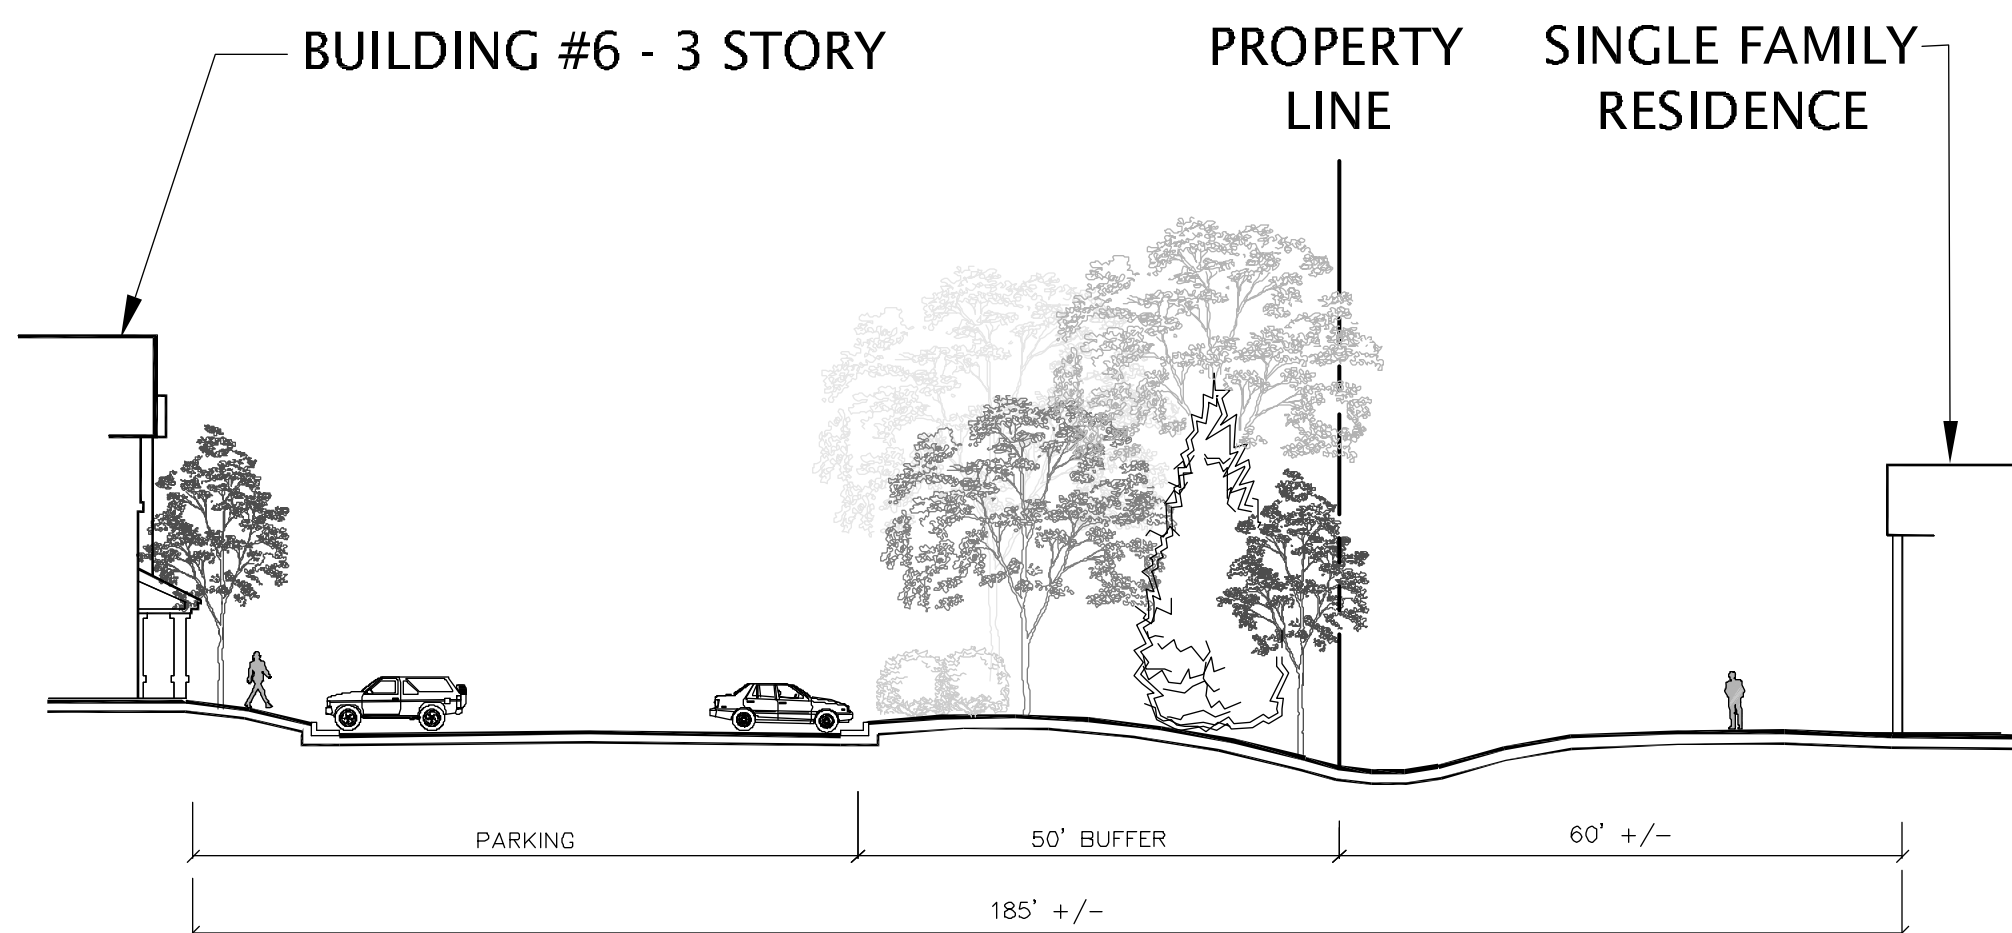 BUILDING #6 - 3 STORY
PROPERTY
LINE
SINGLE FAMILY
RESIDENCE
PARKING
50' BUFFER
60' +/-
185' +/-